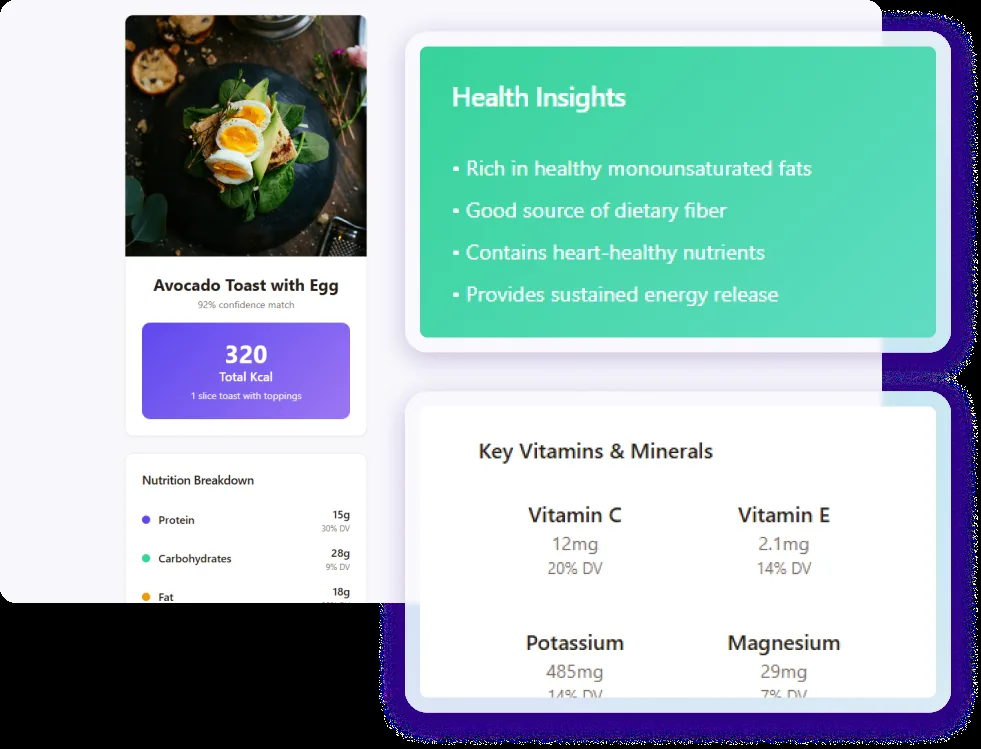 Avocado Toast with Egg
92% confidence match
320
Total Kcal
1 slice toast with toppings
Nutrition Breakdown
Protein 15g
30% DV
Carbohydrates 28g
9% DV
Fat 18g
Health Insights
▪ Rich in healthy monounsaturated fats
▪ Good source of dietary fiber
▪ Contains heart-healthy nutrients
▪ Provides sustained energy release
Key Vitamins & Minerals
Vitamin C Vitamin E
12mg 2.1mg
20% DV 14% DV
Potassium Magnesium
485mg 29mg
14% DV 7% DV